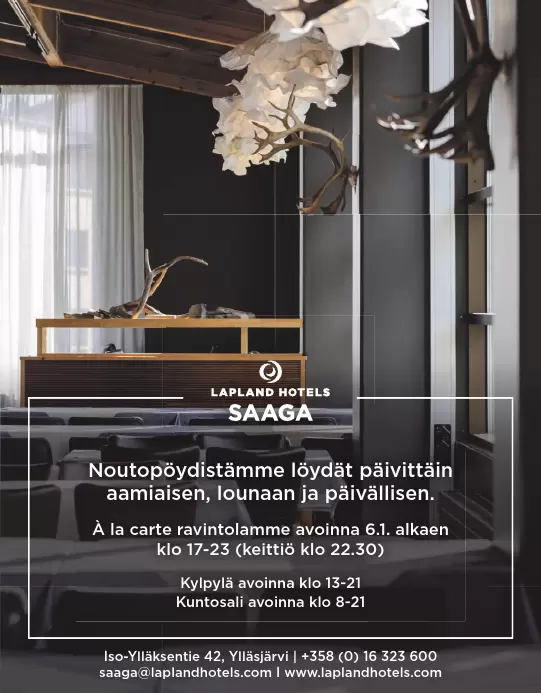 LAPLAND HOTELS
SAAGA
Noutopöydistämme löydät päivittäin
aamiaisen, lounaan ja päivällisen.
À la carte ravintolamme avoinna 6.1. alkaen
klo 17-23 (keittiö klo 22.30)
Kylpylä avoinna klo 13-21
Kuntosali avoinna klo 8-21
Iso-Ylläksentie 42, Ylläsjärvi | +358 (0) 16 323 600
saaga@laplandhotels.com I www.laplandhotels.com